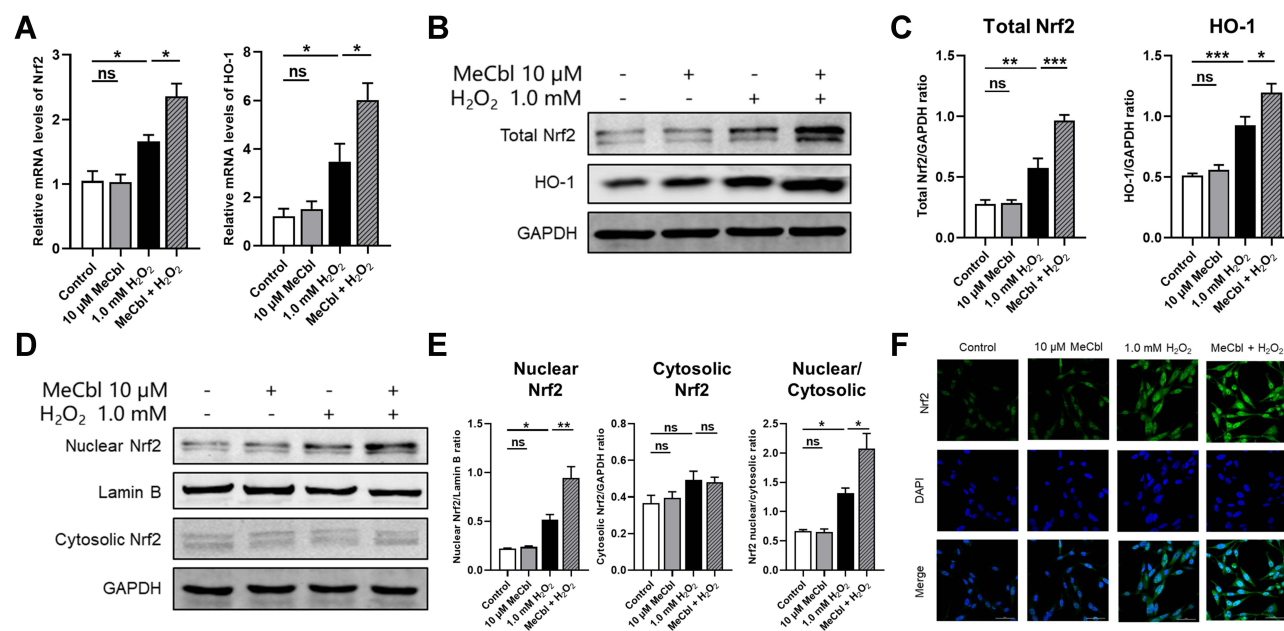 A
Relative mRNA levels of Nrf2
3
2
1
0
*
*
ns
Control
10 µM MeCbl
1.0 mM H₂O₂
MeCbl + H₂O₂
Relative mRNA levels of HO-1
8
6
4
2
0
*
*
ns
Control
10 µM MeCbl
1.0 mM H₂O₂
MeCbl + H₂O₂
B
MeCbl 10 µM - + - +
H₂O₂ 1.0 mM - - + +
Total Nrf2
HO-1
GAPDH
C
Total Nrf2
Total Nrf2/GAPDH ratio
1.5
1.0
0.5
0.0
**
***
ns
Control
10 µM MeCbl
1.0 mM H₂O₂
MeCbl + H₂O₂
HO-1
HO-1/GAPDH ratio
1.5
1.0
0.5
0.0
***
*
ns
Control
10 µM MeCbl
1.0 mM H₂O₂
MeCbl + H₂O₂
D
MeCbl 10 µM - + - +
H₂O₂ 1.0 mM - - + +
Nuclear Nrf2
Lamin B
Cytosolic Nrf2
GAPDH
E
Nuclear
Nrf2
Nuclear Nrf2/Lamin B ratio
1.5
1.0
0.5
0.0
*
**
ns
Control
10 µM MeCbl
1.0 mM H₂O₂
MeCbl + H₂O₂
Cytosolic
Nrf2
Cytosolic Nrf2/GAPDH ratio
0.8
0.6
0.4
0.2
0.0
ns
ns
ns
Control
10 µM MeCbl
1.0 mM H₂O₂
MeCbl + H₂O₂
Nuclear/
Cytosolic
Nrf2 nuclear/cytosolic ratio
2.5
2.0
1.5
1.0
0.5
0.0
*
*
ns
Control
10 µM MeCbl
1.0 mM H₂O₂
MeCbl + H₂O₂
F
Control
10 µM MeCbl
1.0 mM H₂O₂
MeCbl + H₂O₂
Nrf2
DAPI
Merge